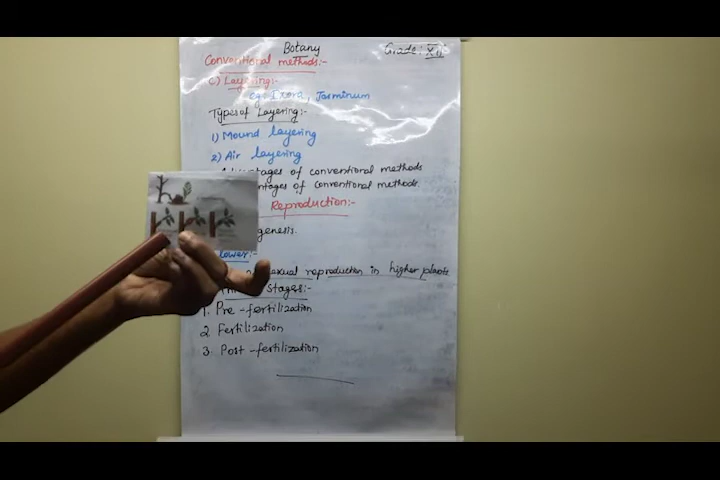 Botany
Grade: XII
Conventional methods:-
c) Layering:-
eg: Ixora, Jasminum
Types of Layering:-
1) Mound layering
2) Air layering
Advantages of conventional methods
ntages of conventional methods.
Reproduction:-
genesis.
lower:-
sexual reproduction in higher plants
Stages:-
1. Pre - fertilization
2. Fertilization
3. Post - fertilization